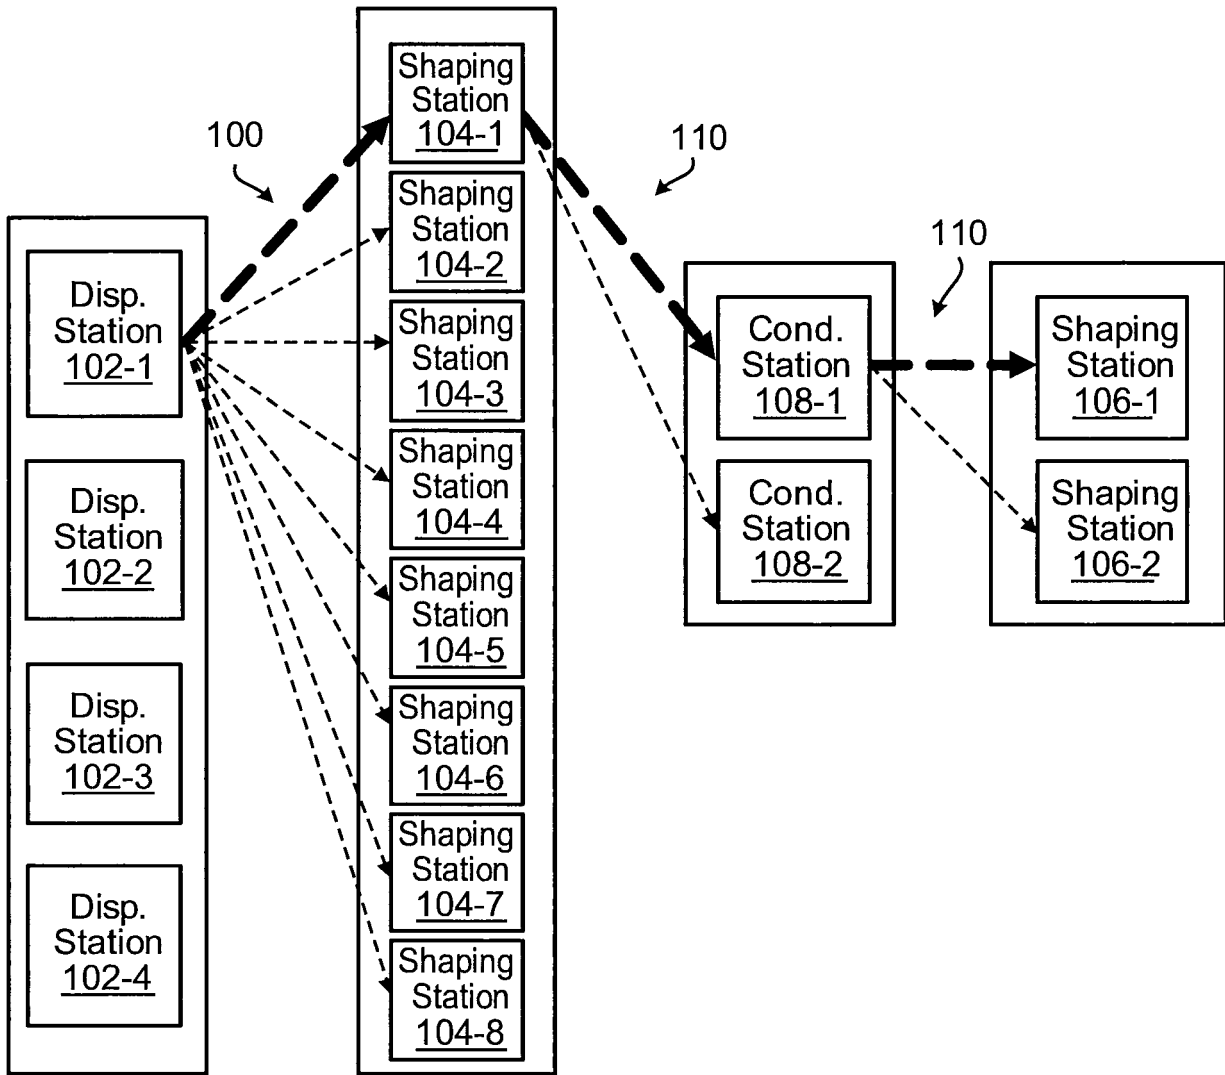 100
Disp.
Station
102-1
Disp.
Station
102-2
Disp.
Station
102-3
Disp.
Station
102-4
Shaping
Station
104-1
Shaping
Station
104-2
Shaping
Station
104-3
Shaping
Station
104-4
Shaping
Station
104-5
Shaping
Station
104-6
Shaping
Station
104-7
Shaping
Station
104-8
110
Cond.
Station
108-1
Cond.
Station
108-2
110
Shaping
Station
106-1
Shaping
Station
106-2